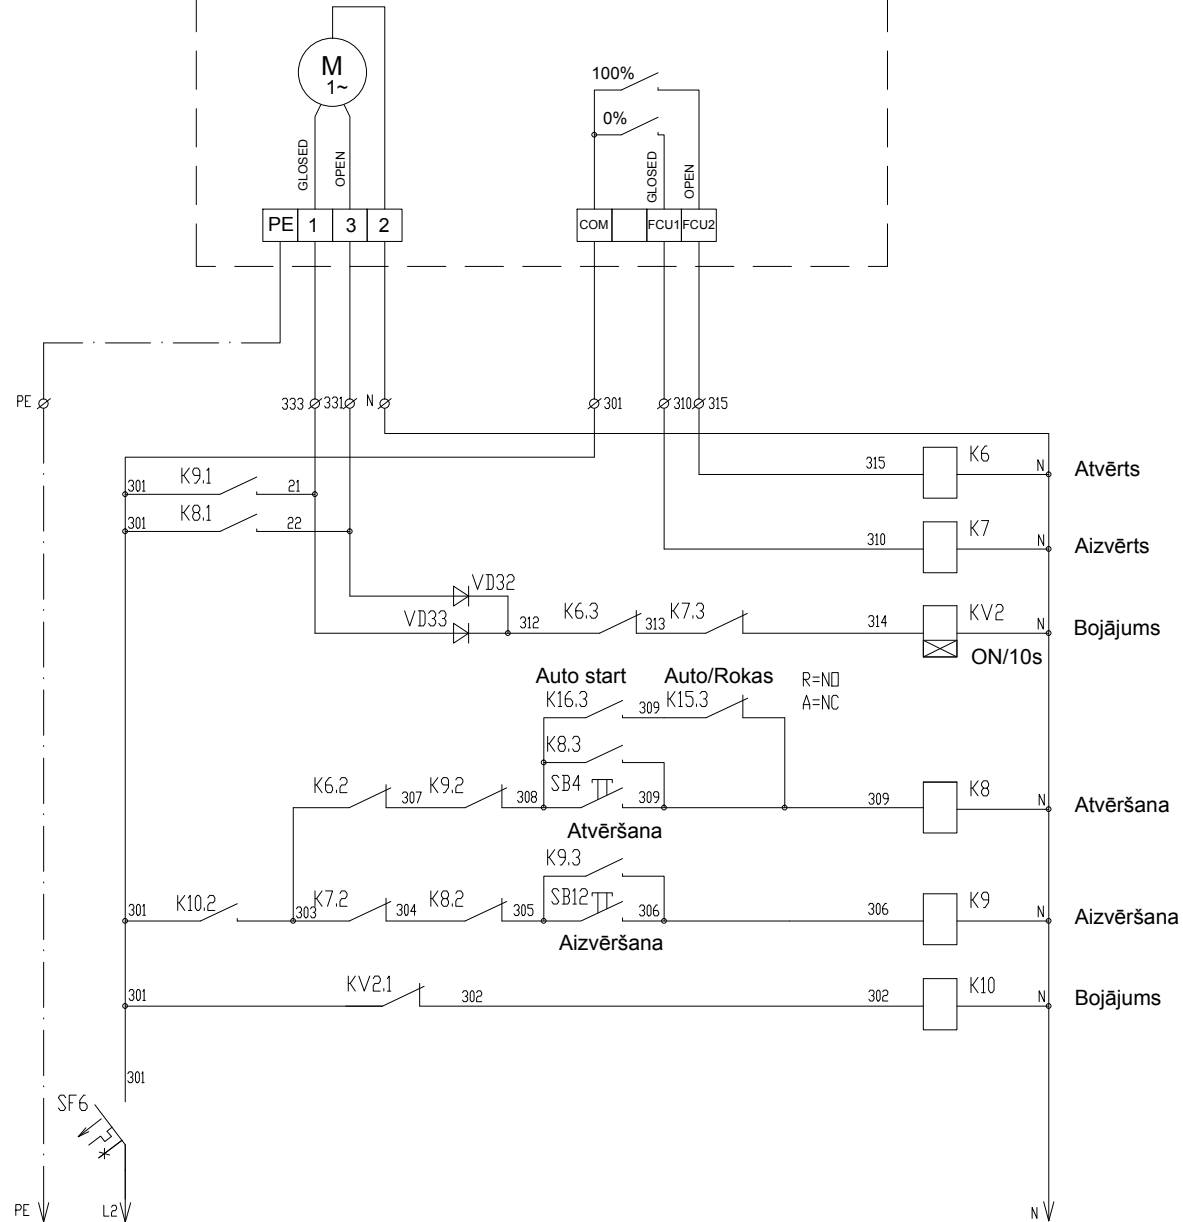 M
1~
100%
0%
GLOSED
OPEN
GLOSED
OPEN
PE 1 3 2
COM FCU1 FCU2
PE 333 331 N 301 310 315
315 K6 N Atvērts
301 K9.1 21
301 K8.1 22
310 K7 N Aizvērts
VD32
VD33 312 K6.3 313 K7.3 314 KV2 N Bojājums
ON/10s
Auto start Auto/Rokas R=NO
K16.3 309 K15.3 A=NC
K8.3
K6.2 307 K9.2 308 SB4 309 309 K8 N Atvēršana
Atvēršana
K9.3
301 K10.2 303 K7.2 304 K8.2 305 SB12 306 306 K9 N Aizvēršana
Aizvēršana
301 KV2.1 302 302 K10 N Bojājums
301
SF6
PE L2 N